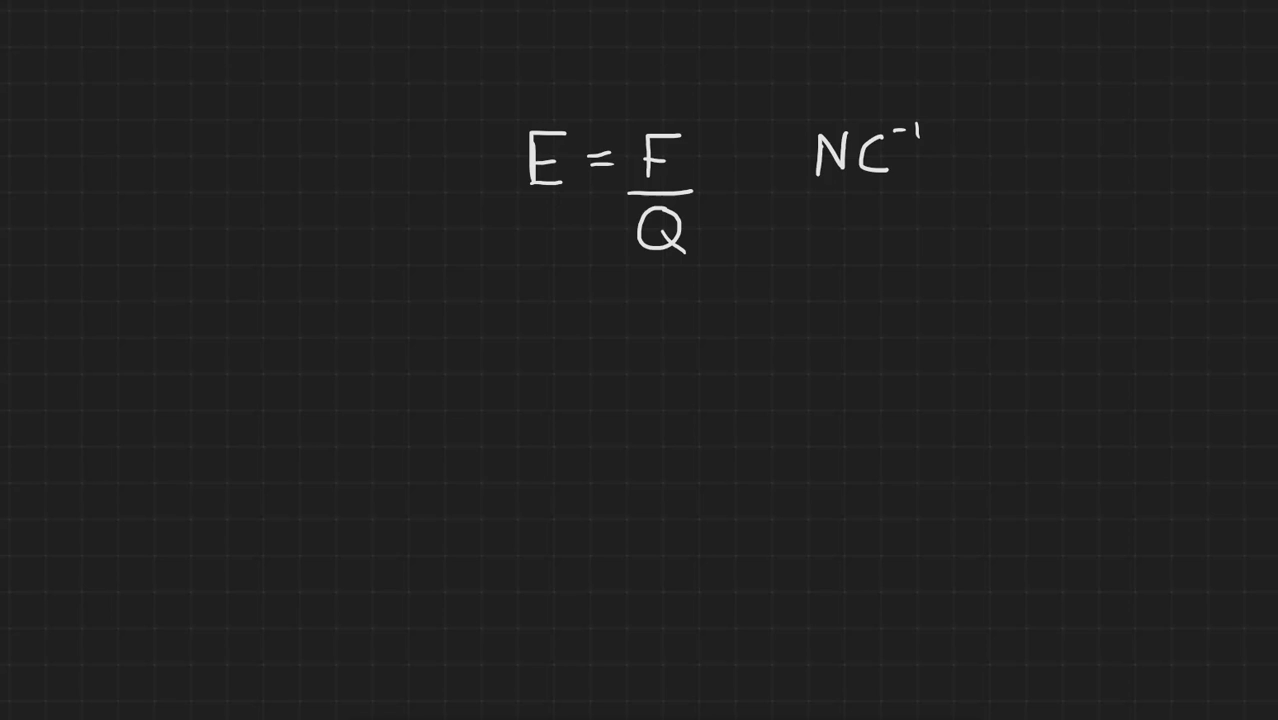 E = F/Q NC⁻¹